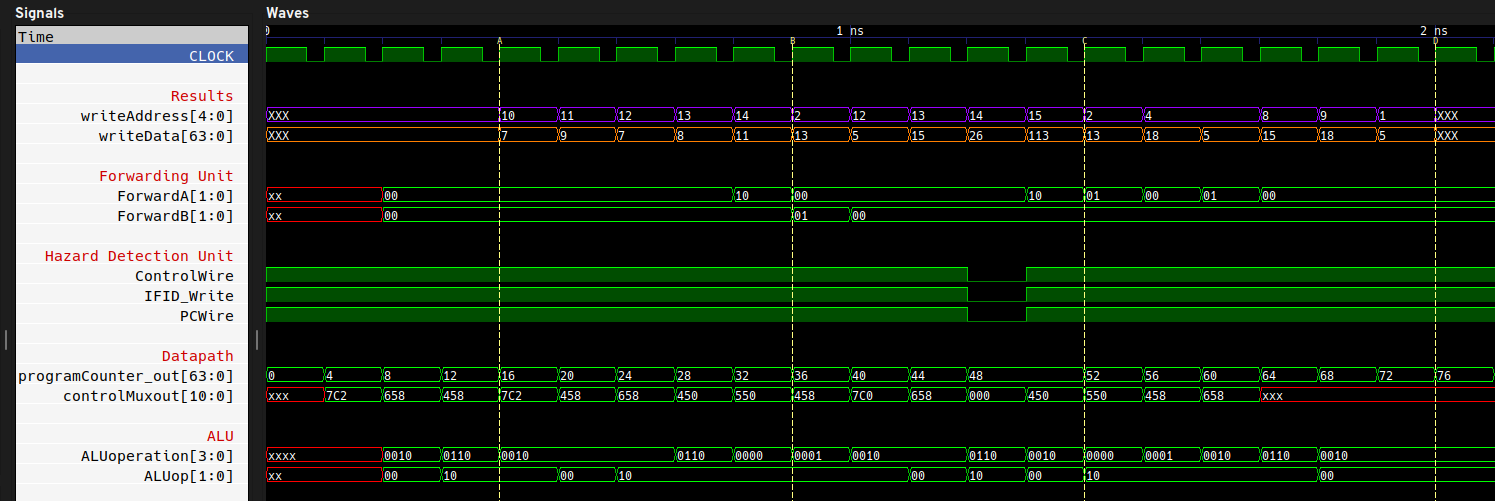 Signals Waves
Time 0 1 ns 2 ns
A B C D
CLOCK
Results
writeAddress[4:0] XXX 10 11 12 13 14 2 12 13 14 15 2 4 8 9 1 XXX
writeData[63:0] XXX 7 9 7 8 11 13 5 15 26 113 13 18 5 15 18 5 XXX
Forwarding Unit
ForwardA[1:0] xx 00 10 00 10 01 00 01 00
ForwardB[1:0] xx 00 01 00
Hazard Detection Unit
ControlWire
IFID_Write
PCWire
Datapath
programCounter_out[63:0] 0 4 8 12 16 20 24 28 32 36 40 44 48 52 56 60 64 68 72 76
controlMuxout[10:0] xxx 7C2 658 458 7C2 458 658 450 550 458 7C0 658 000 450 550 458 658 xxx
ALU
ALUoperation[3:0] xxxx 0010 0110 0010 0110 0000 0001 0010 0110 0010 0000 0001 0010 0110 0010
ALUop[1:0] xx 00 10 00 10 00 10 00 10 00